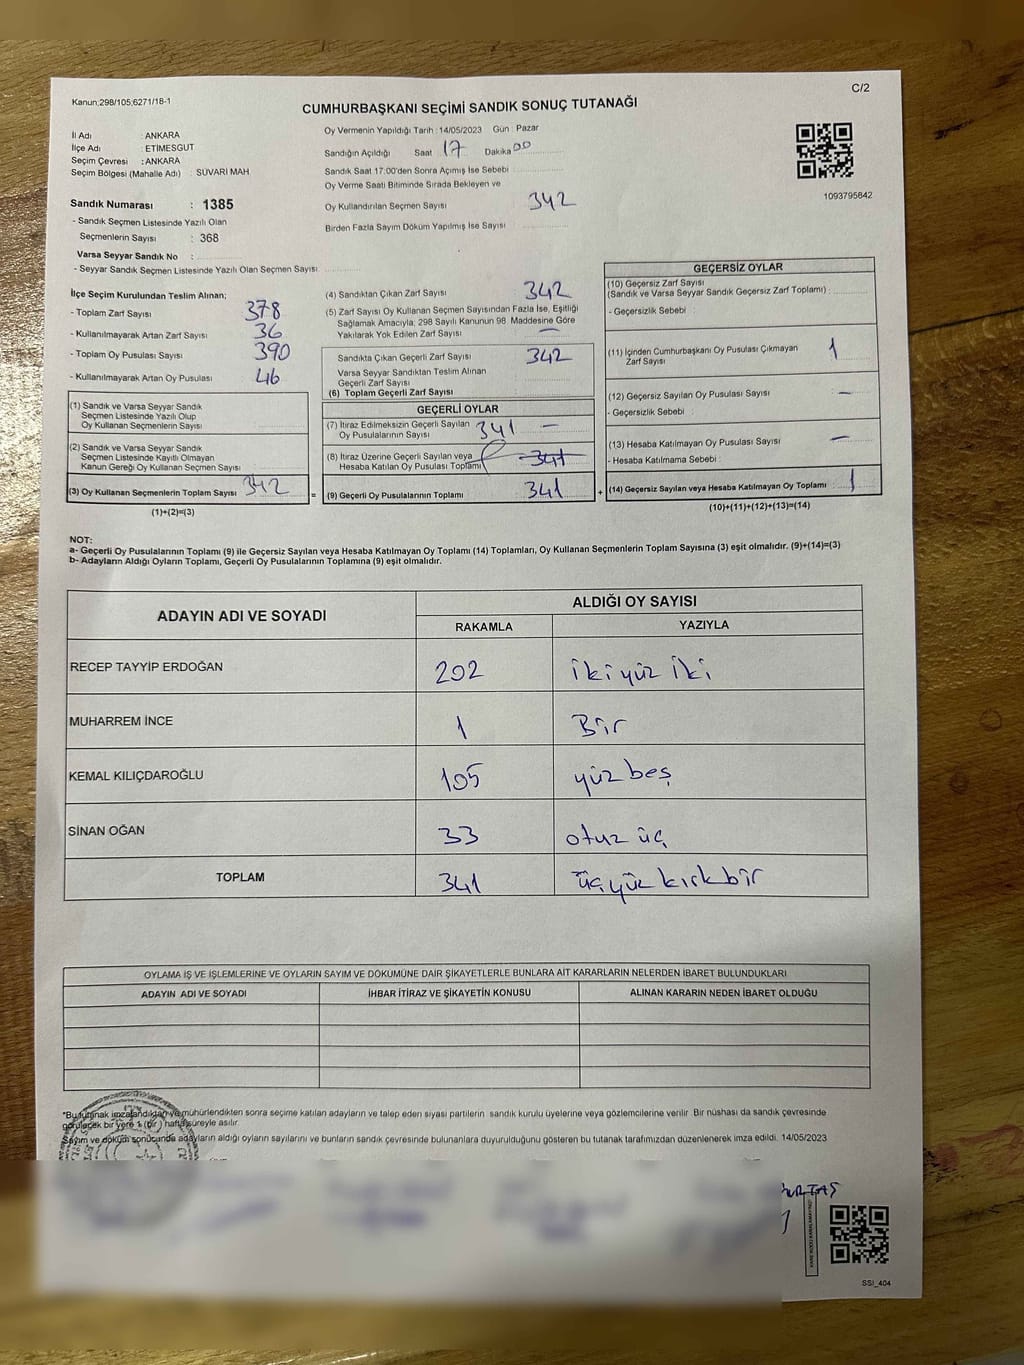 Kanun;298/105;6271/18-1
C/2
CUMHURBAŞKANI SEÇİMİ SANDIK SONUÇ TUTANAĞI
İl Adı : ANKARA
İlçe Adı : ETİMESGUT
Seçim Çevresi : ANKARA
Seçim Bölgesi (Mahalle Adı) : SÜVARİ MAH
Oy Vermenin Yapıldığı Tarih : 14/05/2023 Gün : Pazar
Sandığın Açıldığı Saat 17 Dakika 00
Sandık Saat 17:00'den Sonra Açımış İse Sebebi
Oy Verme Saati Bitiminde Sırada Bekleyen ve
Oy Kullandırılan Seçmen Sayısı 342
Birden Fazla Sayım Döküm Yapılmış İse Sayısı
1093795842
Sandık Numarası : 1385
- Sandık Seçmen Listesinde Yazılı Olan
Seçmenlerin Sayısı : 368
Varsa Seyyar Sandık No :
- Seyyar Sandık Seçmen Listesinde Yazılı Olan Seçmen Sayısı
İlçe Seçim Kurulundan Teslim Alınan;
- Toplam Zarf Sayısı 378
- Kullanılmayarak Artan Zarf Sayısı 36
- Toplam Oy Pusulası Sayısı 390
- Kullanılmayarak Artan Oy Pusulası 46
(1) Sandık ve Varsa Seyyar Sandık
Seçmen Listesinde Yazılı Olup
Oy Kullanan Seçmenlerin Sayısı
(2) Sandık ve Varsa Seyyar Sandık
Seçmen Listesinde Kayıtlı Olmayan
Kanun Gereği Oy Kullanan Seçmen Sayısı
(3) Oy Kullanan Seçmenlerin Toplam Sayısı 342
(1)+(2)=(3)
(4) Sandıktan Çıkan Zarf Sayısı 342
(5) Zarf Sayısı Oy Kullanan Seçmen Sayısından Fazla İse, Eşitliği
Sağlamak Amacıyla; 298 Sayılı Kanunun 98. Maddesine Göre
Yakılarak Yok Edilen Zarf Sayısı —
Sandıkta Çıkan Geçerli Zarf Sayısı 342
Varsa Seyyar Sandıktan Teslim Alınan
Geçerli Zarf Sayısı
(6) Toplam Geçerli Zarf Sayısı
GEÇERLİ OYLAR
(7) İtiraz Edilmeksizin Geçerli Sayılan
Oy Pusulalarının Sayısı 341 —
(8) İtiraz Üzerine Geçerli Sayılan veya
Hesaba Katılan Oy Pusulası Toplamı 341
= (9) Geçerli Oy Pusulalarının Toplamı 341
GEÇERSİZ OYLAR
(10) Geçersiz Zarf Sayısı
(Sandık ve Varsa Seyyar Sandık Geçersiz Zarf Toplamı) :
- Geçersizlik Sebebi :
(11) İçinden Cumhurbaşkanı Oy Pusulası Çıkmayan
Zarf Sayısı 1
(12) Geçersiz Sayılan Oy Pusulası Sayısı —
- Geçersizlik Sebebi :
(13) Hesaba Katılmayan Oy Pusulası Sayısı —
- Hesaba Katılmama Sebebi :
+ (14) Geçersiz Sayılan veya Hesaba Katılmayan Oy Toplamı : 1
(10)+(11)+(12)+(13)=(14)
NOT:
a- Geçerli Oy Pusulalarının Toplamı (9) ile Geçersiz Sayılan veya Hesaba Katılmayan Oy Toplamı (14) Toplamları, Oy Kullanan Seçmenlerin Toplam Sayısına (3) eşit olmalıdır. (9)+(14)=(3)
b- Adayların Aldığı Oyların Toplamı, Geçerli Oy Pusulalarının Toplamına (9) eşit olmalıdır.
ADAYIN ADI VE SOYADI
ALDIĞI OY SAYISI
RAKAMLA YAZIYLA
RECEP TAYYİP ERDOĞAN 202 iki yüz iki
MUHARREM İNCE 1 Bir
KEMAL KILIÇDAROĞLU 105 yüz beş
SİNAN OĞAN 33 otuz üç
TOPLAM 341 üç yüz kırk bir
OYLAMA İŞ VE İŞLEMLERİNE VE OYLARIN SAYIM VE DÖKÜMÜNE DAİR ŞİKAYETLERLE BUNLARA AİT KARARLARIN NELERDEN İBARET BULUNDUKLARI
ADAYIN ADI VE SOYADI İHBAR İTİRAZ VE ŞİKAYETİN KONUSU ALINAN KARARIN NEDEN İBARET OLDUĞU
*Bu tutanak imzalandıktan ve mühürlendikten sonra seçime katılan adayların ve talep eden siyasi partilerin sandık kurulu üyelerine veya gözlemcilerine verilir. Bir nüshası da sandık çevresinde
görülecek bir yere 1 (bir) hafta süreyle asılır.
Sayım ve döküm sonucunda adayların aldığı oyların sayılarını ve bunların sandık çevresinde bulunanlara duyurulduğunu gösteren bu tutanak tarafımızdan düzenlenerek imza edildi. 14/05/2023
SSI_404